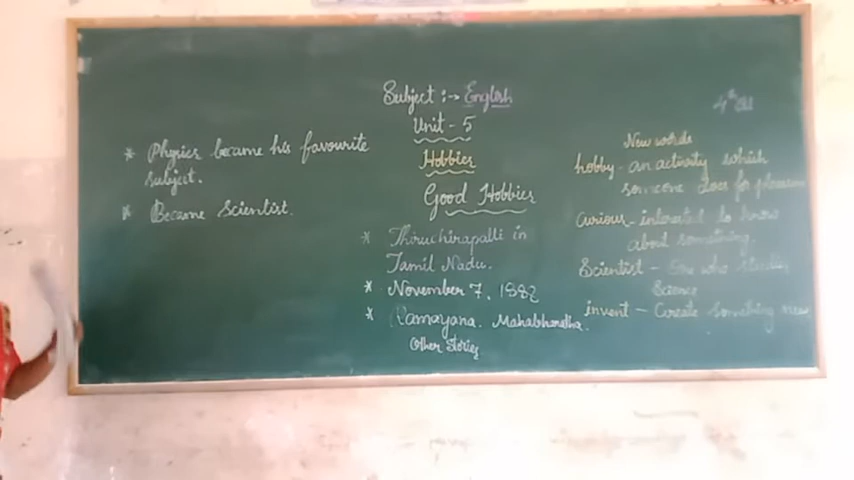 Subject :→ English
4th
Unit - 5
Hobbies
Good Hobbies
* Physics became his favourite
subject.
* Became Scientist.
* Thiruchirapalli in
Tamil Nadu.
* November 7, 1882
* Ramayana. Mahabharatha.
Other Stories
New words
hobby - an activity which
someone does for pleasure
Curious - interested to know
about something.
Scientist - One who studies
Science
invent - Create something new